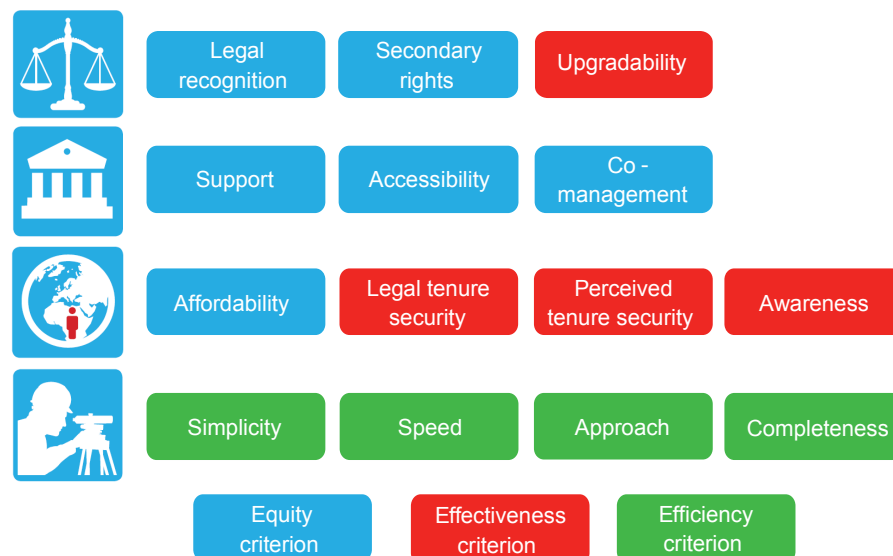 Legal
recognition
Secondary
rights
Upgradability
Support
Accessibility
Co -
management
Affordability
Legal tenure
security
Perceived
tenure security
Awareness
Simplicity
Speed
Approach
Completeness
Equity
criterion
Effectiveness
criterion
Efficiency
criterion